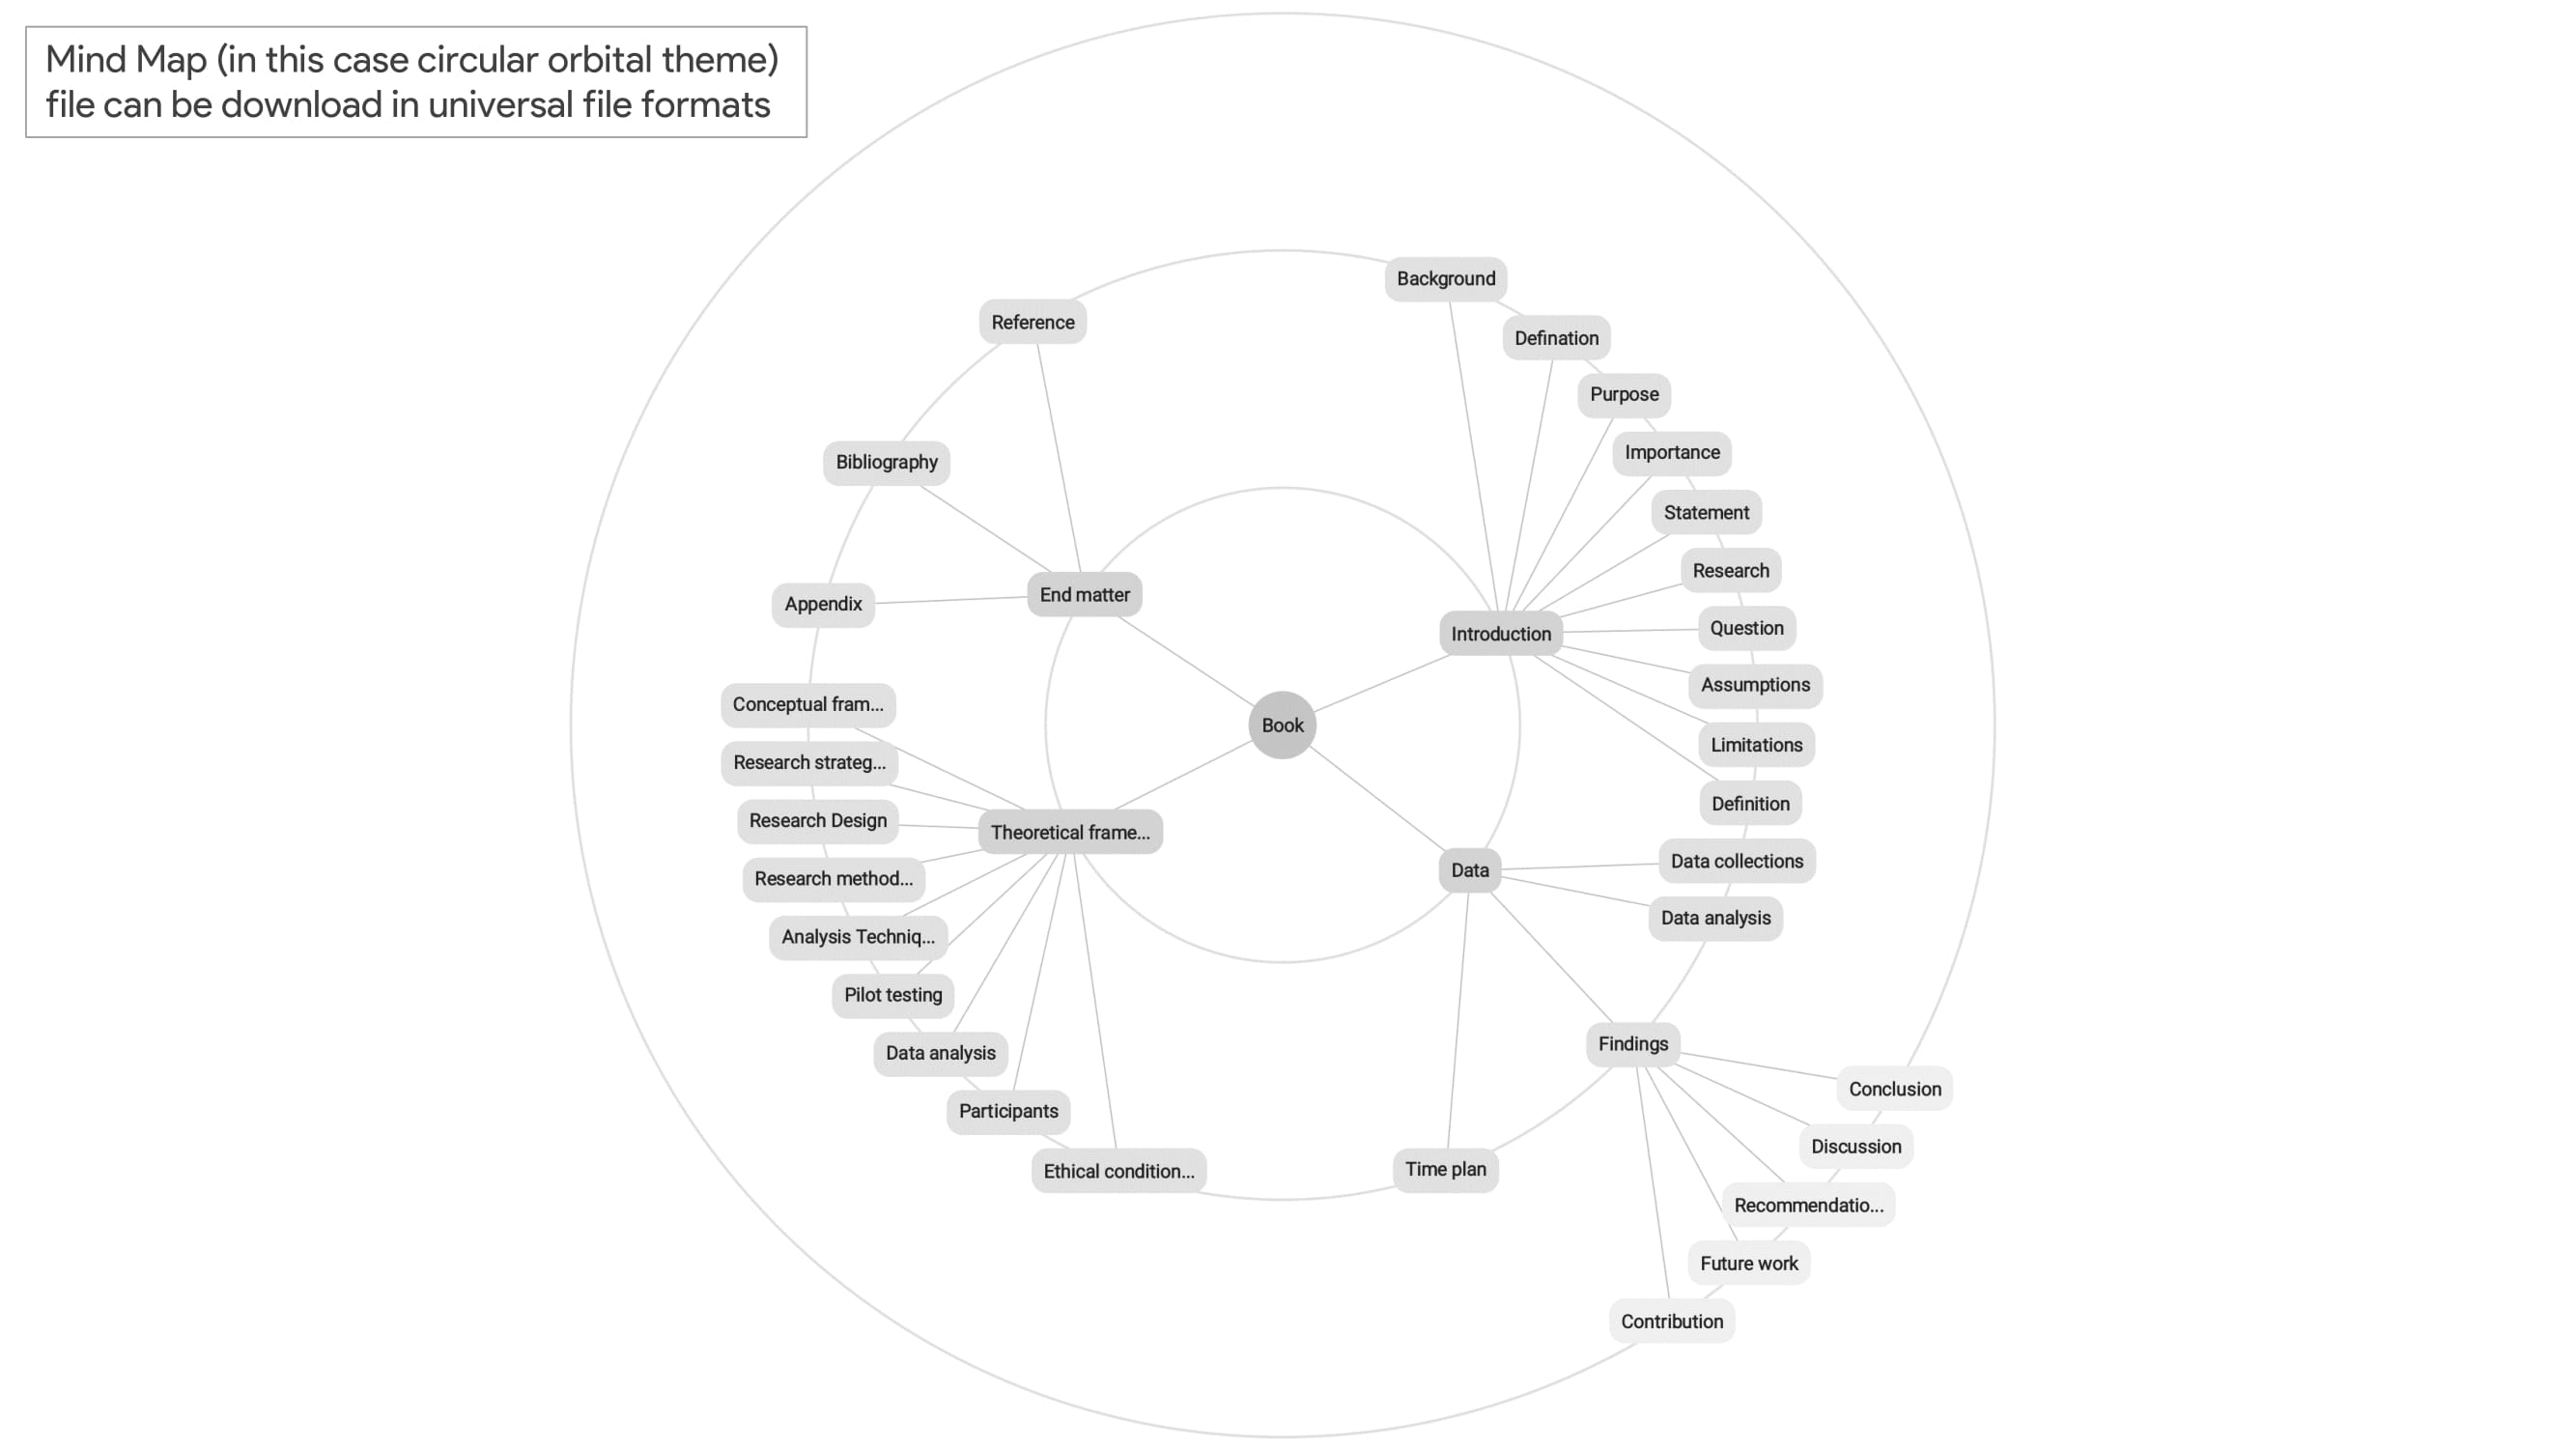 Mind Map (in this case circular orbital theme)
file can be download in universal file formats
Background
Defination
Purpose
Importance
Statement
Research
Question
Assumptions
Limitations
Definition
Introduction
Reference
Bibliography
Appendix
End matter
Book
Conceptual fram...
Research strateg...
Research Design
Research method...
Analysis Techniq...
Pilot testing
Data analysis
Participants
Ethical condition...
Theoretical frame...
Data
Data collections
Data analysis
Findings
Time plan
Conclusion
Discussion
Recommendatio...
Future work
Contribution